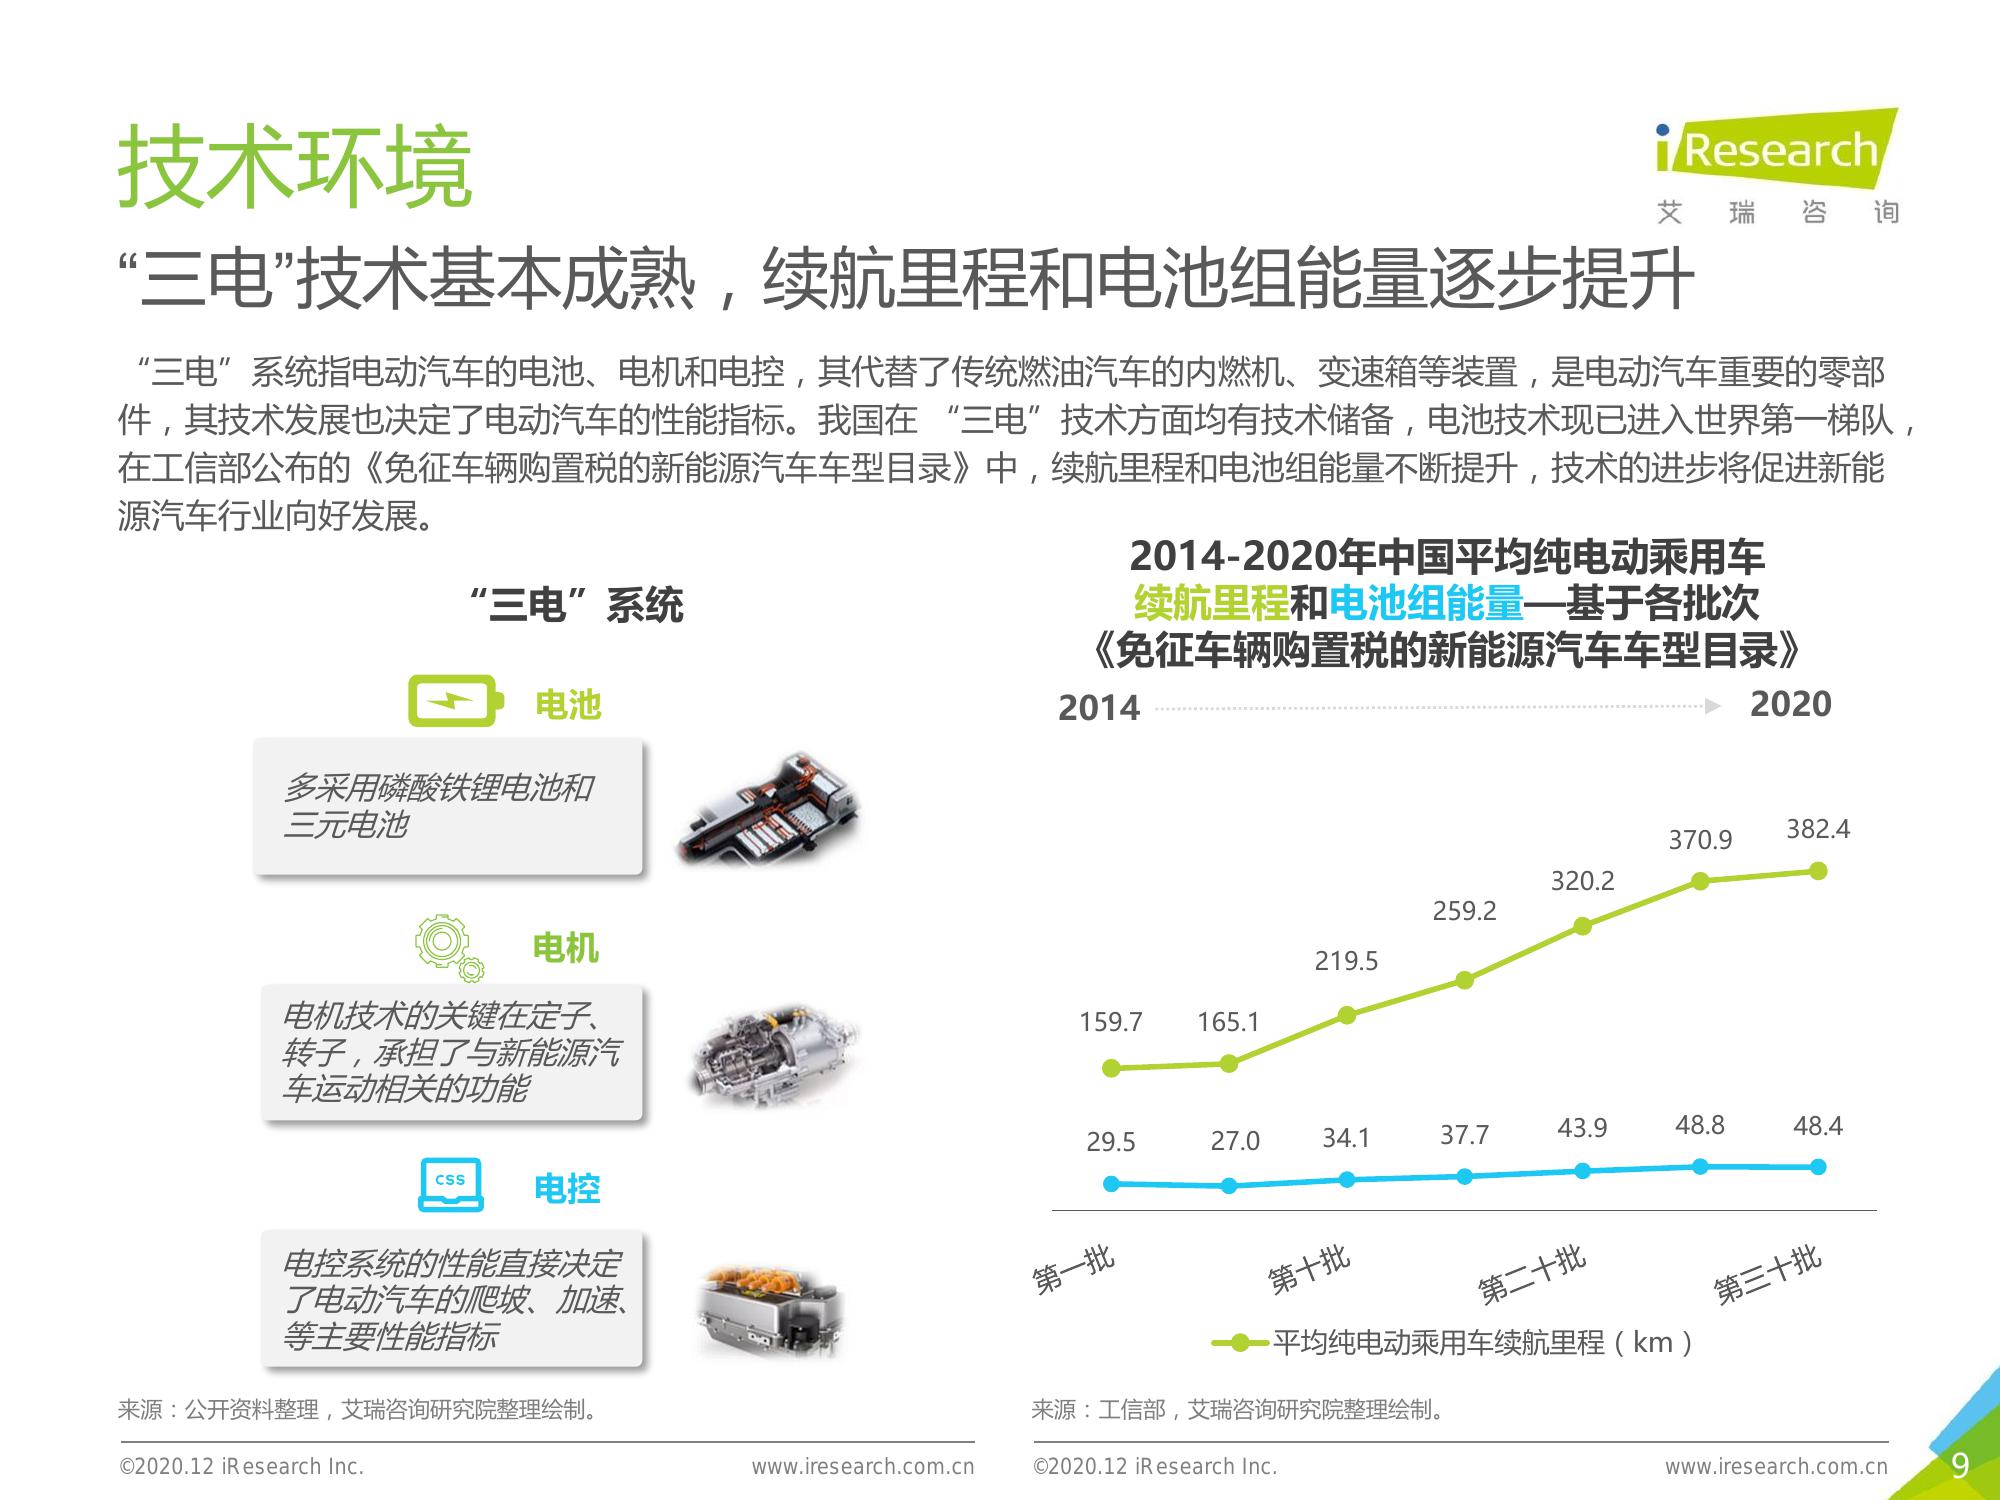 技术环境
iResearch
艾瑞咨询
“三电”技术基本成熟，续航里程和电池组能量逐步提升
“三电”系统指电动汽车的电池、电机和电控，其代替了传统燃油汽车的内燃机、变速箱等装置，是电动汽车重要的零部
件，其技术发展也决定了电动汽车的性能指标。我国在“三电”技术方面均有技术储备，电池技术现已进入世界第一梯队，
在工信部公布的《免征车辆购置税的新能源汽车车型目录》中，续航里程和电池组能量不断提升，技术的进步将促进新能
源汽车行业向好发展。
“三电”系统
电池
多采用磷酸铁锂电池和
三元电池
电机
电机技术的关键在定子、
转子，承担了与新能源汽
车运动相关的功能
CSS
电控
电控系统的性能直接决定
了电动汽车的爬坡、加速、
等主要性能指标
来源：公开资料整理，艾瑞咨询研究院整理绘制。
©2020.12 iResearch Inc.
www.iresearch.com.cn
2014-2020年中国平均纯电动乘用车
续航里程和电池组能量—基于各批次
《免征车辆购置税的新能源汽车车型目录》
2014
2020
159.7
165.1
219.5
259.2
320.2
370.9
382.4
29.5
27.0
34.1
37.7
43.9
48.8
48.4
第一批
第十批
第二十批
第三十批
平均纯电动乘用车续航里程（km）
来源：工信部，艾瑞咨询研究院整理绘制。
©2020.12 iResearch Inc.
www.iresearch.com.cn
9